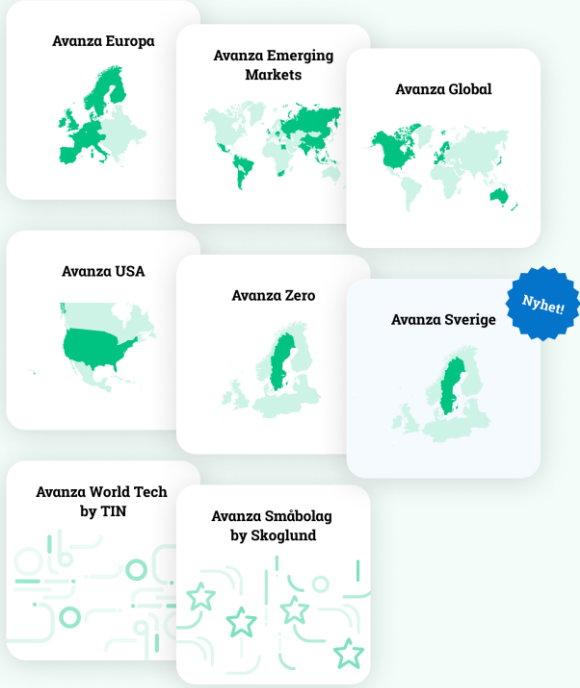 Avanza Europa
Avanza Emerging
Markets
Avanza Global
Avanza USA
Avanza Zero
Avanza Sverige
Nyhet!
Avanza World Tech
by TIN
Avanza Småbolag
by Skoglund